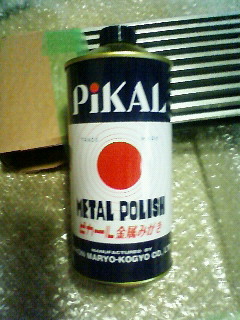 PiKAL
TRADE MARK
METAL POLISH
ピカール金属みがき
MANUFACTURED BY
MARYO-KOGYO CO.,